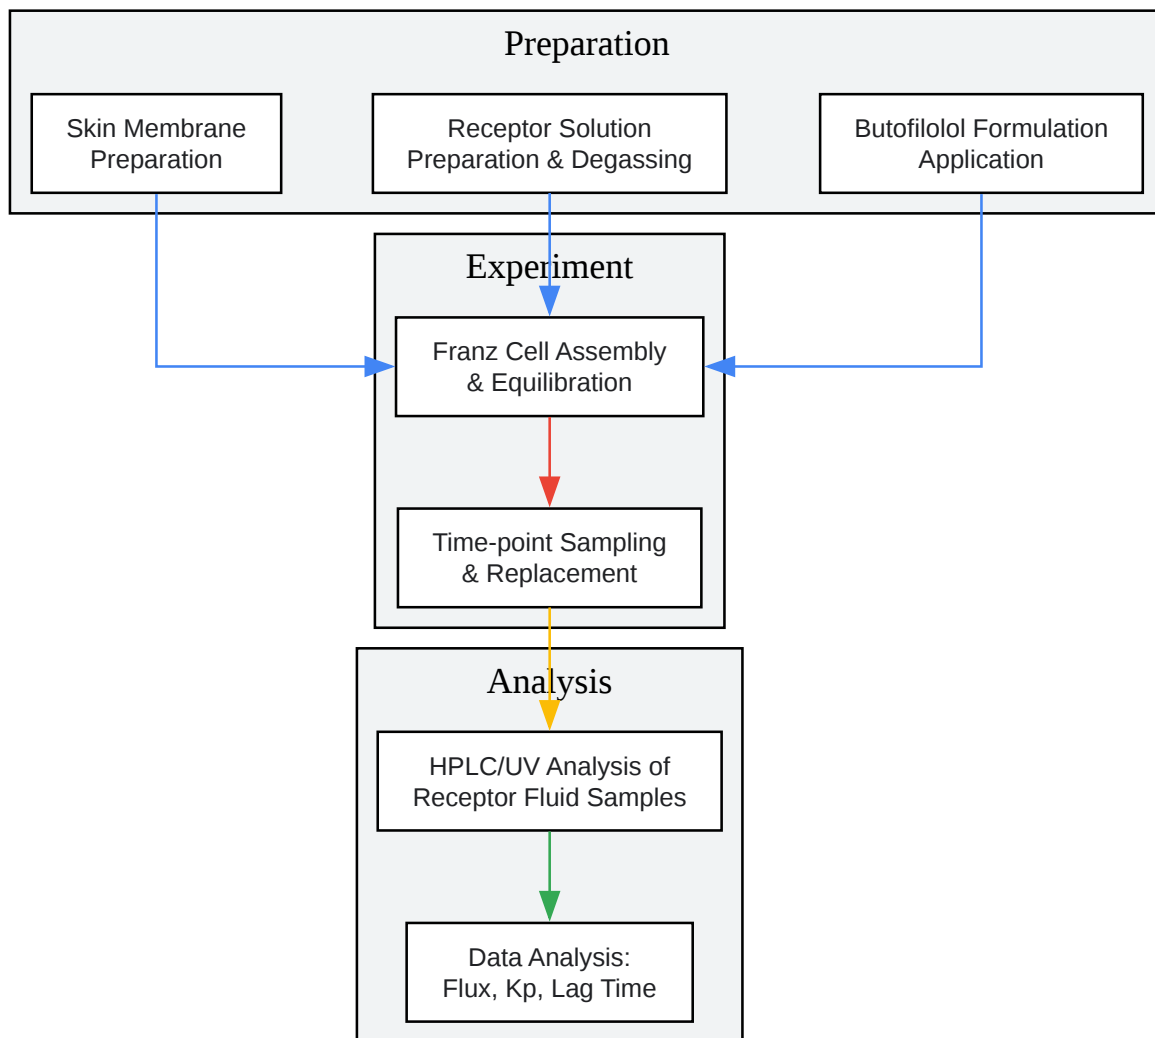 Preparation
Skin Membrane
Preparation
Receptor Solution
Preparation & Degassing
Butofilolol Formulation
Application
Experiment
Franz Cell Assembly
& Equilibration
Time-point Sampling
& Replacement
Analysis
HPLC/UV Analysis of
Receptor Fluid Samples
Data Analysis:
Flux, Kp, Lag Time